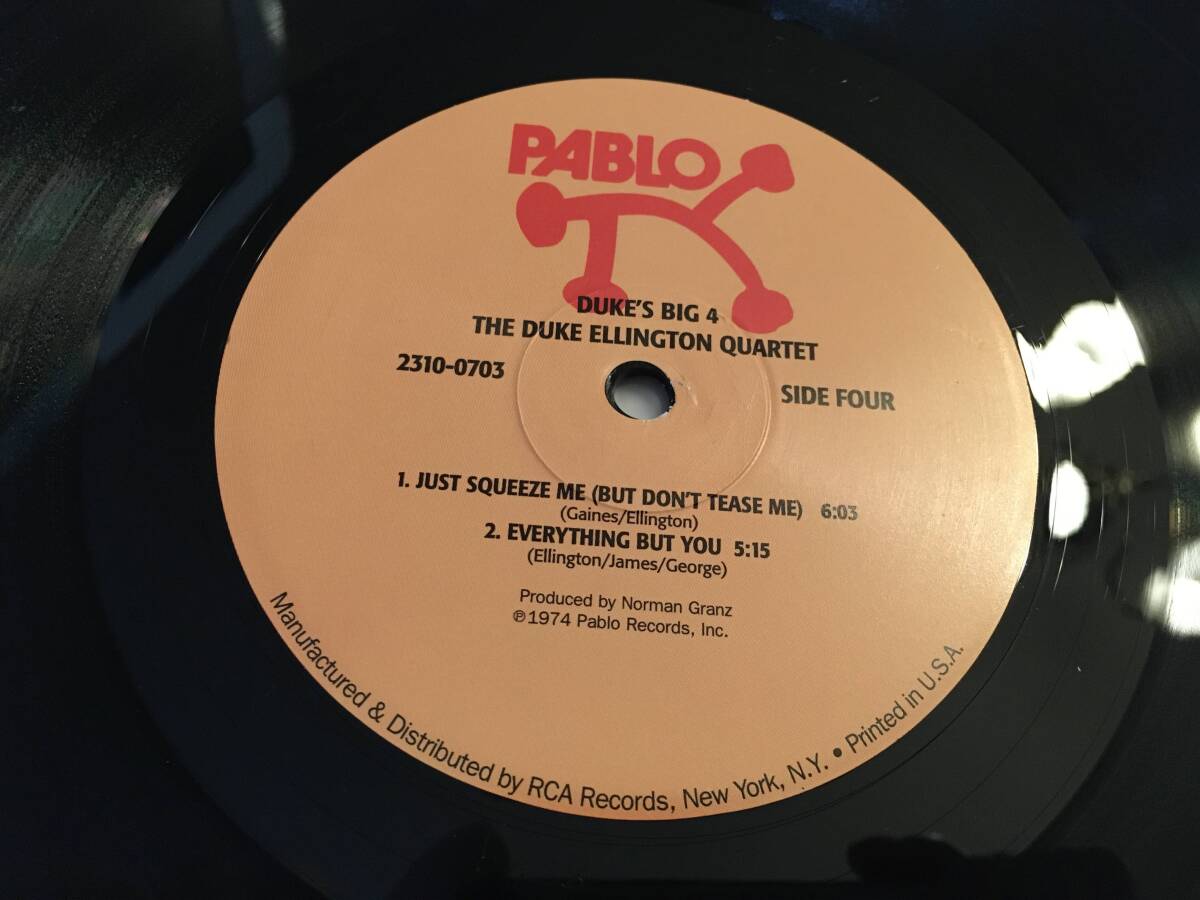 PABLO
DUKE'S BIG 4
THE DUKE ELLINGTON QUARTET
2310-0703
SIDE FOUR
1. JUST SQUEEZE ME (BUT DON'T TEASE ME) 6:03
(Gaines/Ellington)
2. EVERYTHING BUT YOU 5:15
(Ellington/James/George)
Produced by Norman Granz
℗1974 Pablo Records, Inc.
Manufactured & Distributed by RCA Records, New York, N.Y. • Printed in U.S.A.